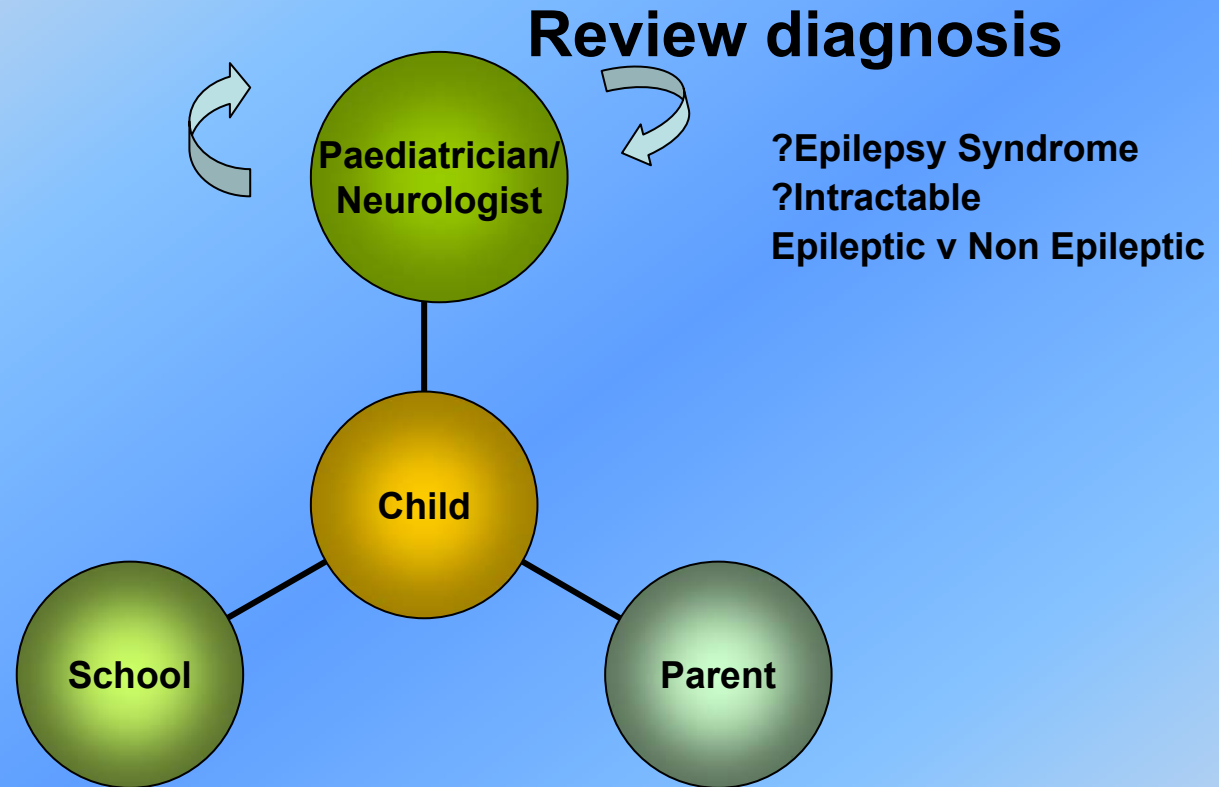 Review diagnosis
Paediatrician/
Neurologist
?Epilepsy Syndrome
?Intractable
Epileptic v Non Epileptic
Child
School
Parent